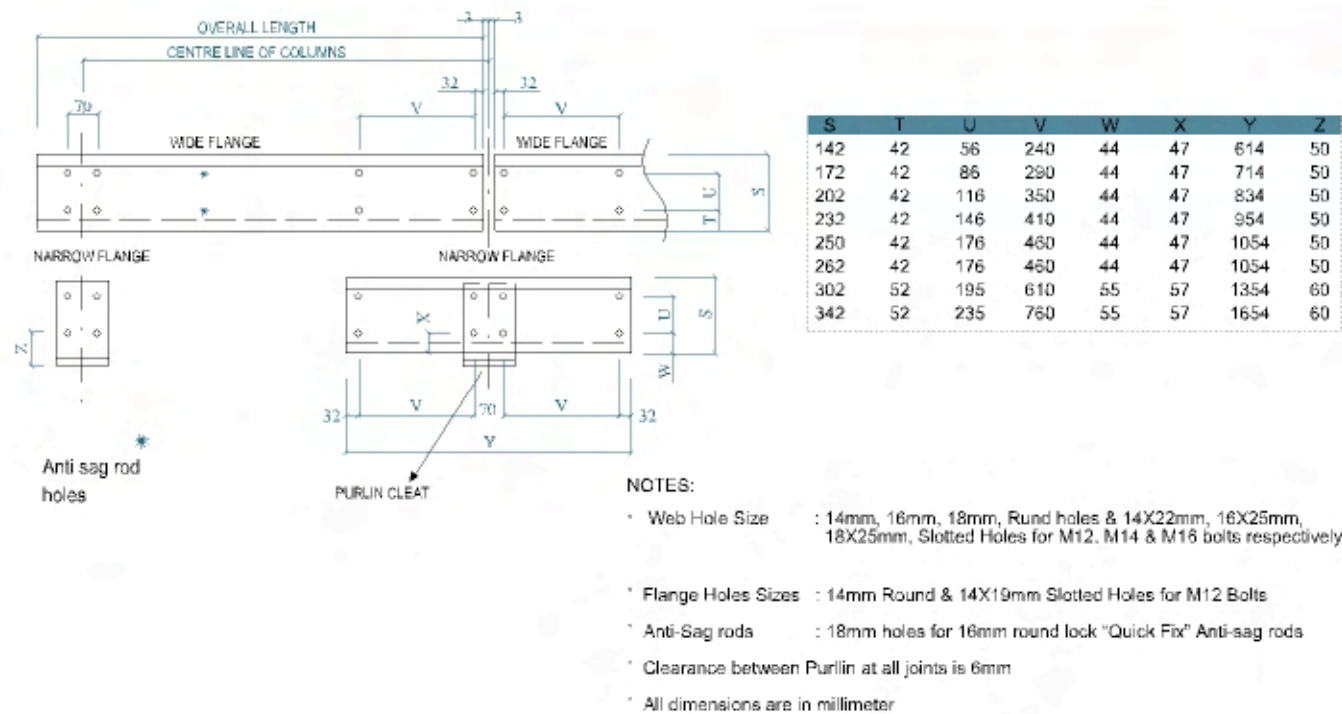 3 3
OVERALL LENGTH
CENTRE LINE OF COLUMNS
32 32
70 V V
WIDE FLANGE WIDE FLANGE
U
T
S
NARROW FLANGE NARROW FLANGE
Z
X
U
S
W
32 V 70 V 32
Y
Anti sag rod
holes
PURLIN CLEAT
S T U V W X Y Z
142 42 56 240 44 47 614 50
172 42 86 290 44 47 714 50
202 42 116 350 44 47 834 50
232 42 146 410 44 47 954 50
250 42 176 460 44 47 1054 50
262 42 176 460 44 47 1054 50
302 52 195 610 55 57 1354 60
342 52 235 760 55 57 1654 60
NOTES:
* Web Hole Size : 14mm, 16mm, 18mm, Rund holes & 14X22mm, 16X25mm,
18X25mm, Slotted Holes for M12, M14 & M16 bolts respectively
* Flange Holes Sizes : 14mm Round & 14X19mm Slotted Holes for M12 Bolts
* Anti-Sag rods : 18mm holes for 16mm round lock "Quick Fix" Anti-sag rods
* Clearance between Purllin at all joints is 6mm
* All dimensions are in millimeter